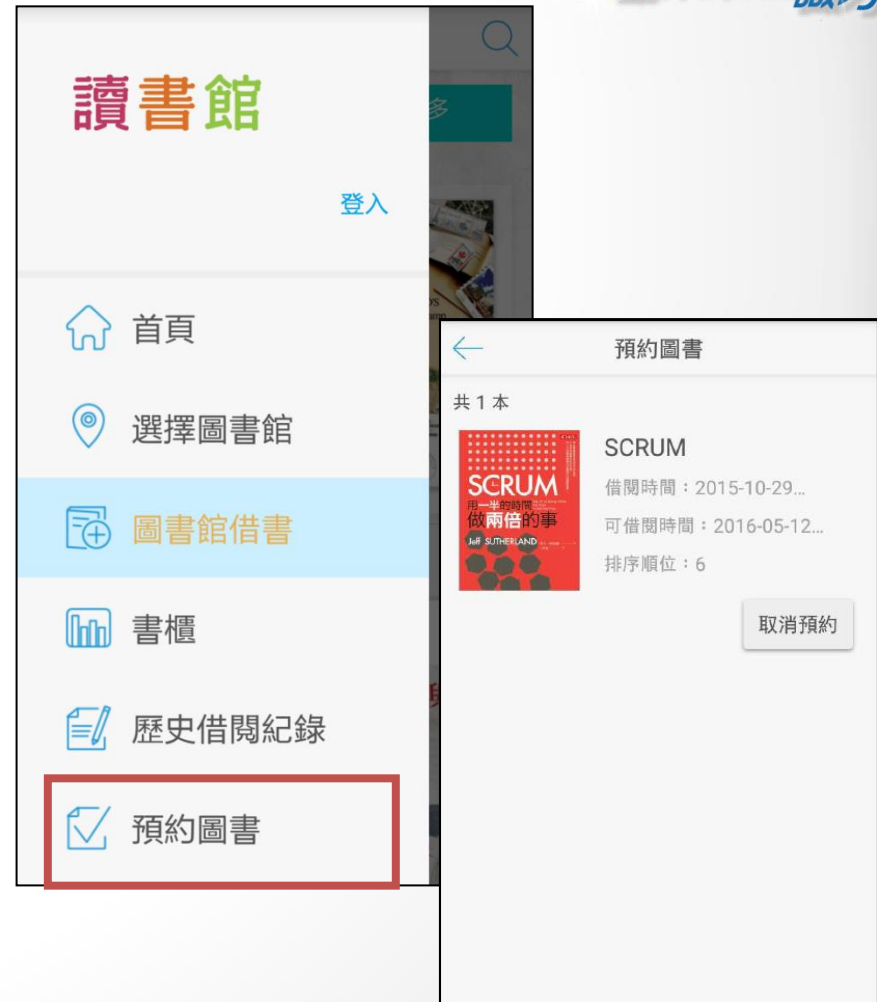 讀書館
多
登入
首頁
選擇圖書館
圖書館借書
書櫃
歷史借閱紀錄
預約圖書
預約圖書
共 1 本
SCRUM
用一半的時間
做兩倍的事
Jeff SUTHERLAND
SCRUM
借閱時間：2015-10-29...
可借閱時間：2016-05-12...
排序順位：6
取消預約